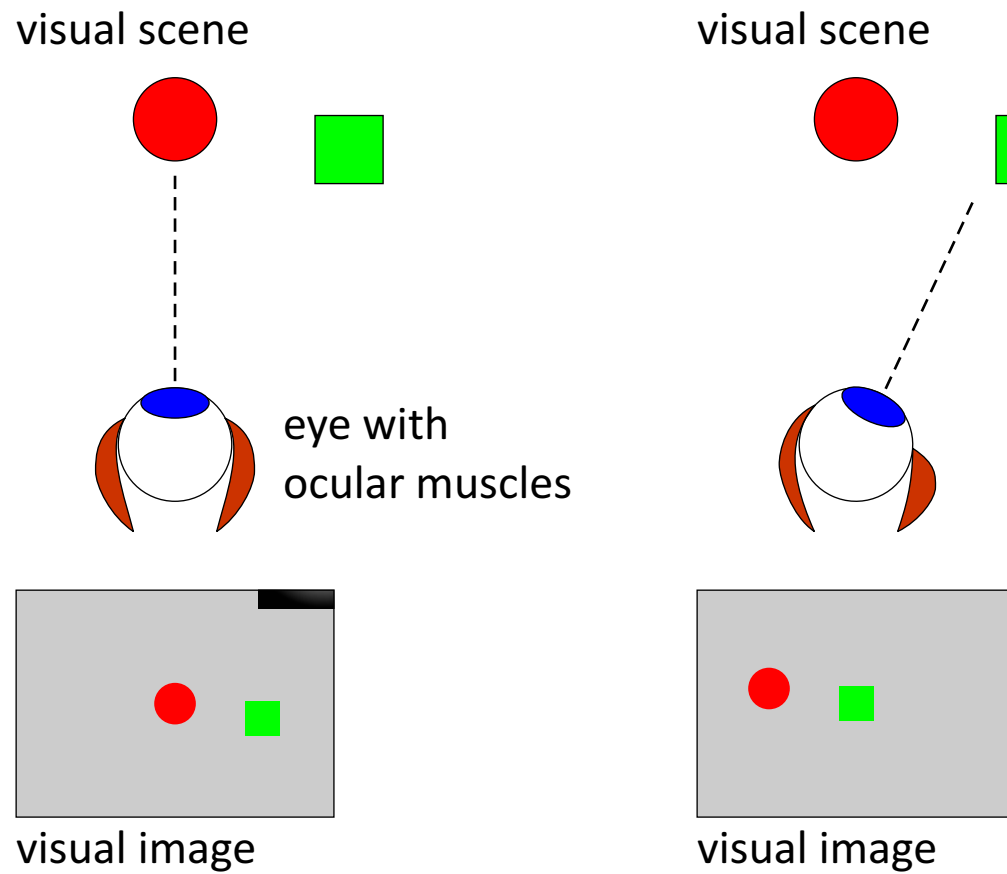 visual scene
visual scene
eye with
ocular muscles
visual image
visual image